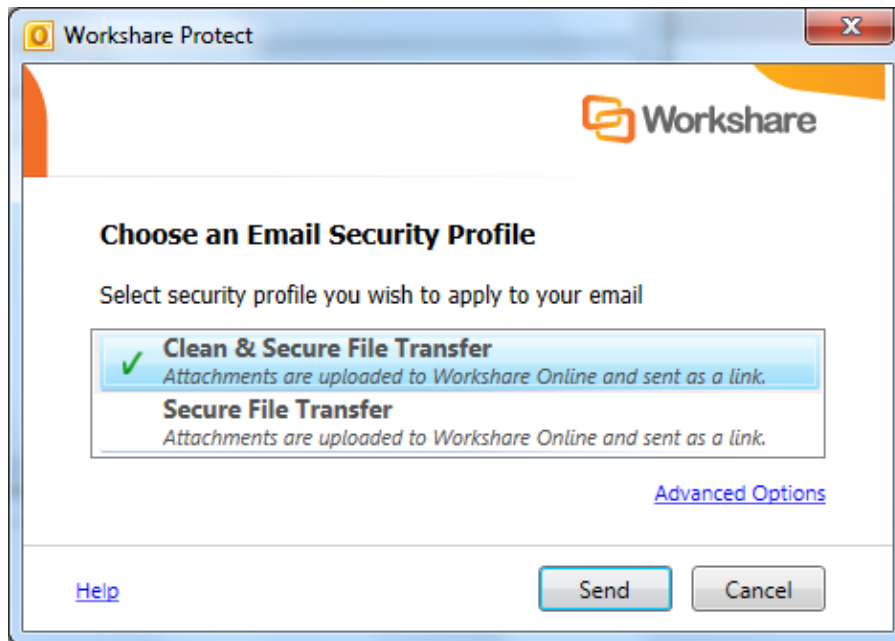 Workshare Protect
Workshare
Choose an Email Security Profile
Select security profile you wish to apply to your email
Clean & Secure File Transfer
Attachments are uploaded to Workshare Online and sent as a link.
Secure File Transfer
Attachments are uploaded to Workshare Online and sent as a link.
Advanced Options
Help Send Cancel